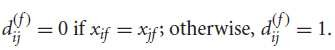 $d_{ij}^{(f)} = 0$ if $x_{if} = x_{jf}$; otherwise, $d_{ij}^{(f)} = 1.$